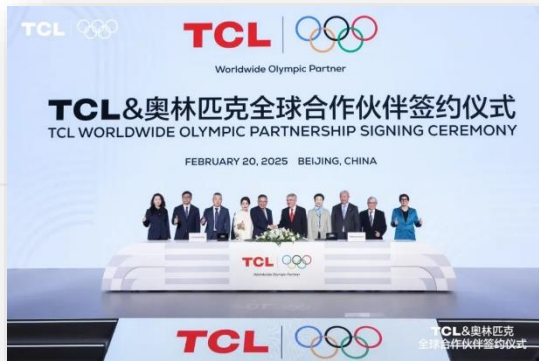 TCL
TCL
Worldwide Olympic Partner
TCL&奥林匹克全球合作伙伴签约仪式
TCL WORLDWIDE OLYMPIC PARTNERSHIP SIGNING CEREMONY
FEBRUARY 20, 2025 BEIJING, CHINA
TCL
Worldwide Olympic Partner
TCL
TCL&奥林匹克
全球合作伙伴签约仪式